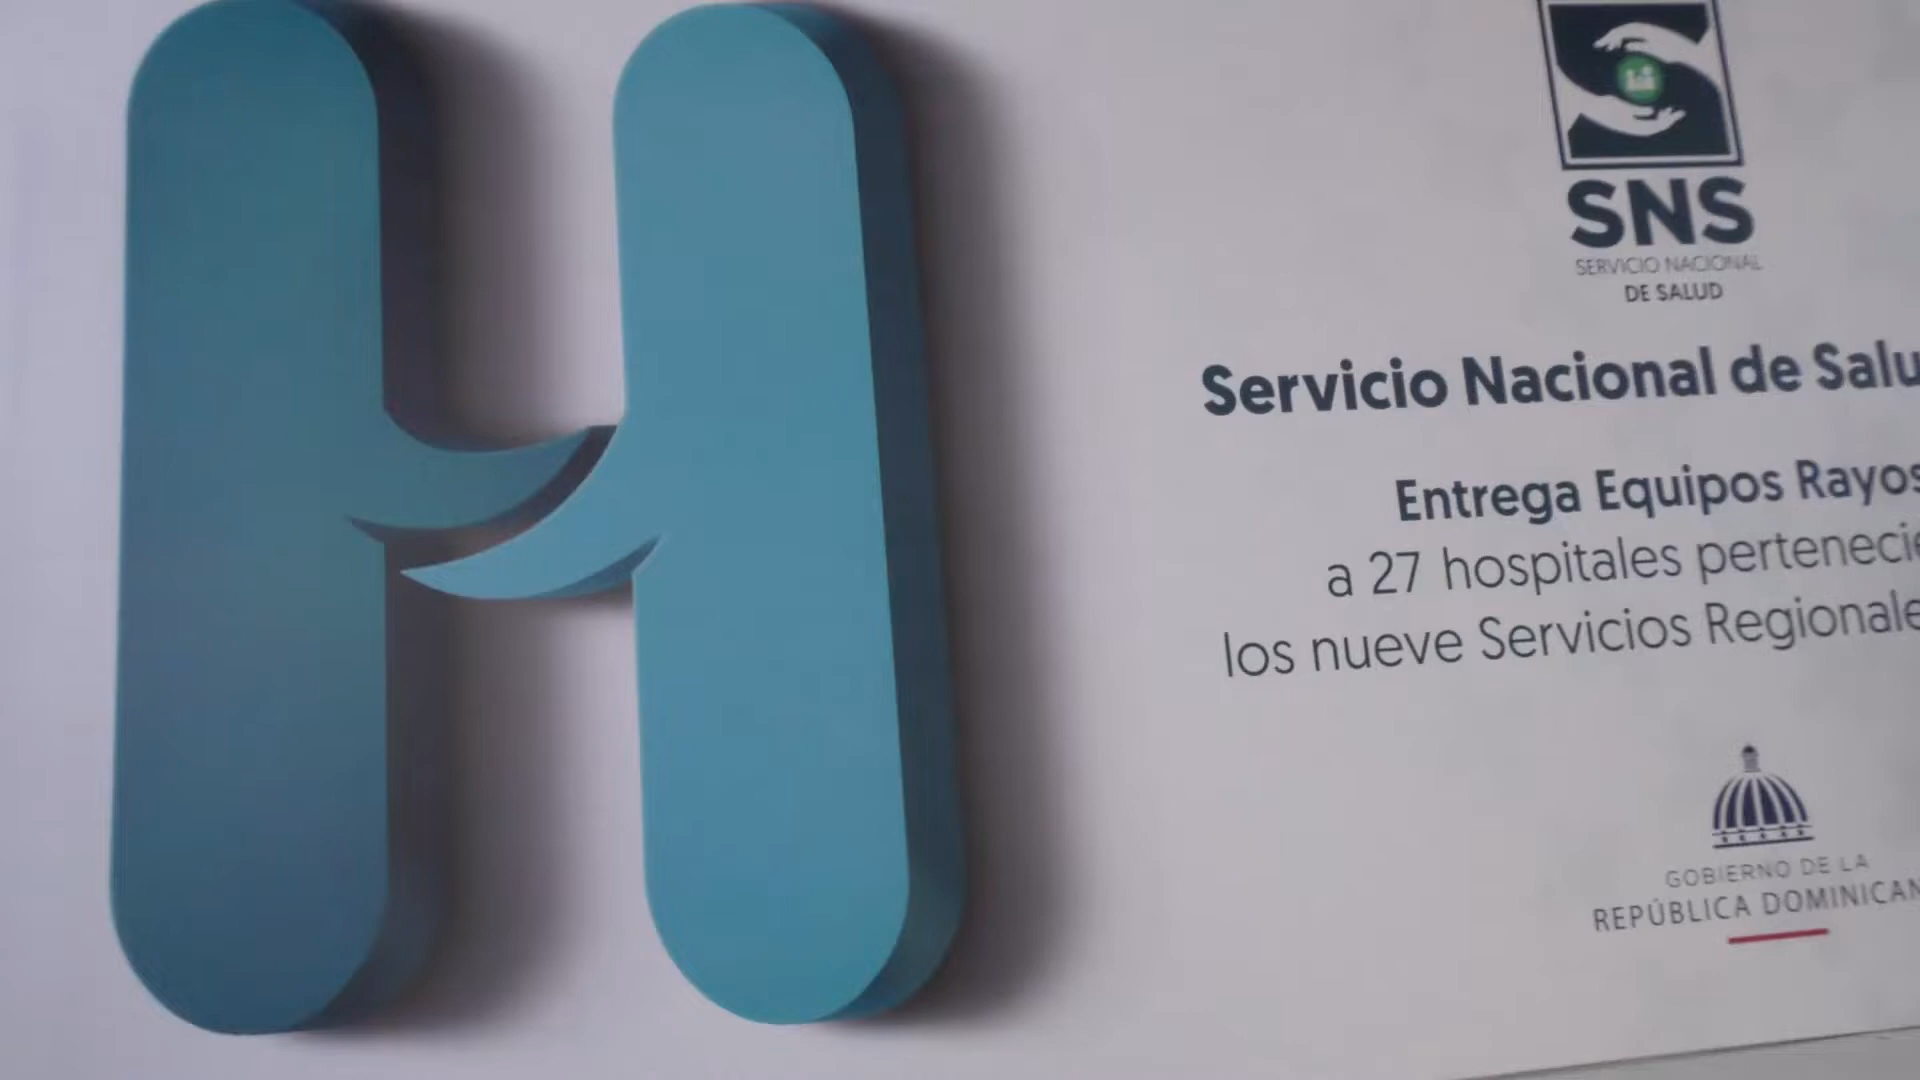 H
SNS
SERVICIO NACIONAL
DE SALUD
Servicio Nacional de Salu
Entrega Equipos Rayos
a 27 hospitales pertenecie
los nueve Servicios Regionale
GOBIERNO DE LA
REPÚBLICA DOMINICAN